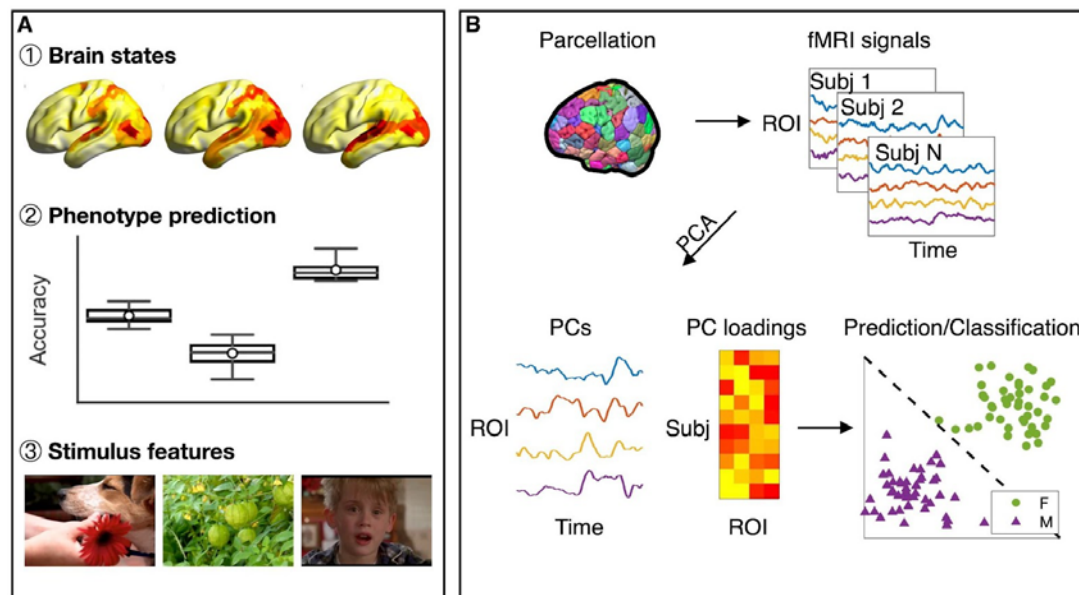 A
① Brain states
② Phenotype prediction
Accuracy
③ Stimulus features
B
Parcellation
fMRI signals
Subj 1
Subj 2
Subj N
ROI
Time
PCA
PCs
PC loadings
Prediction/Classification
ROI
Subj
Time
ROI
F
M